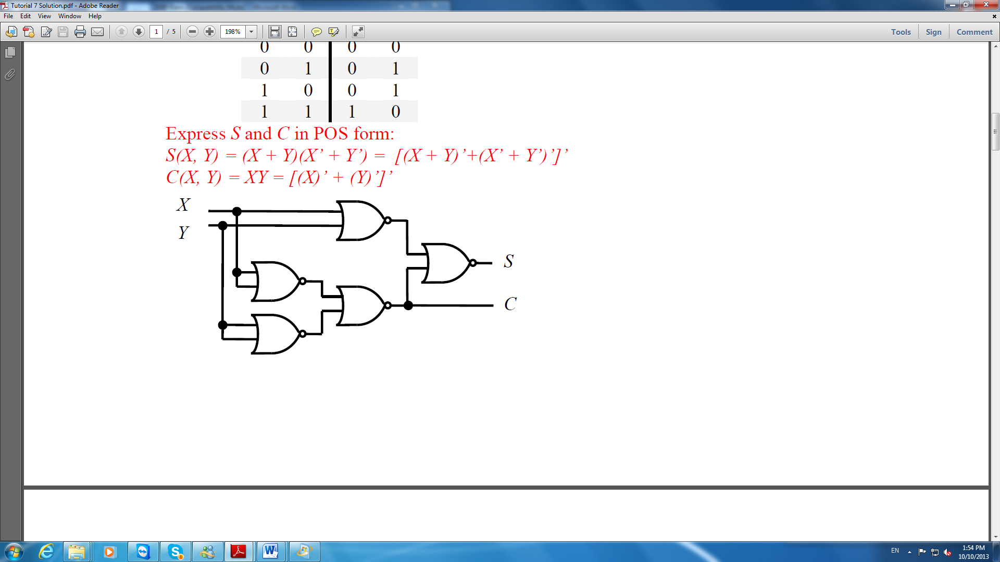 Tutorial 7 Solution.pdf - Adobe Reader
File Edit View Window Help
1 / 5 198% Tools Sign Comment
0 0 0 0
0 1 0 1
1 0 0 1
1 1 1 0
Express S and C in POS form:
S(X, Y) = (X + Y)(X’ + Y’) = [(X + Y)’+(X’ + Y’)’]’
C(X, Y) = XY = [(X)’ + (Y)’]’
X
Y
S
C
EN 1:54 PM
10/10/2013